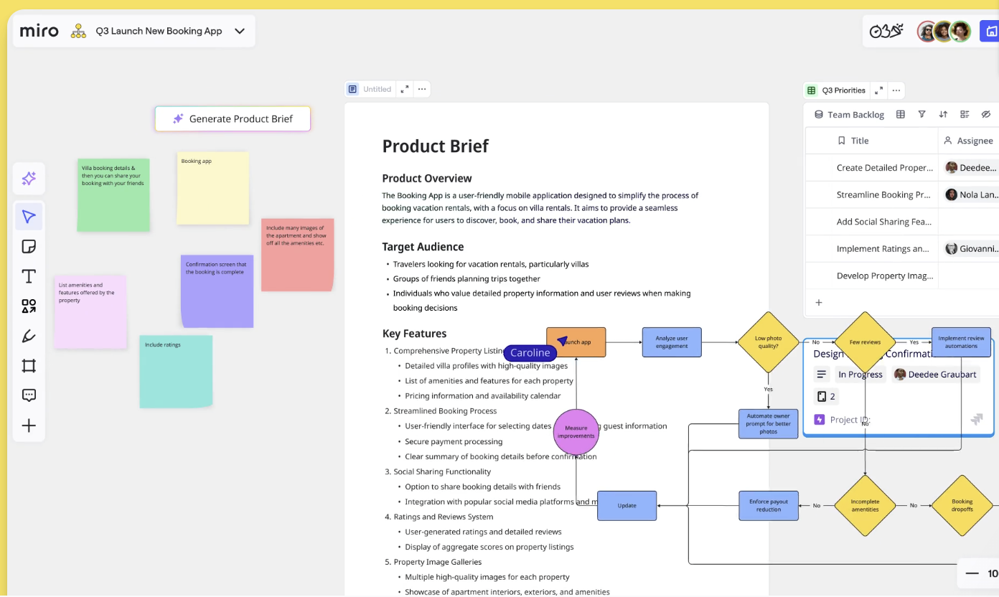 miro
Q3 Launch New Booking App
Generate Product Brief
Villa booking details &
then you can share your
booking with your friends
Booking app
Include many images of
the apartment and show
off all the amenities etc.
Confirmation screen that
the booking is complete
List amenities and
features offered by the
property
Include ratings
Untitled
Product Brief
Product Overview
The Booking App is a user-friendly mobile application designed to simplify the process of
booking vacation rentals, with a focus on villa rentals. It aims to provide a seamless
experience for users to discover, book, and share their vacation plans.
Target Audience
• Travelers looking for vacation rentals, particularly villas
• Groups of friends planning trips together
• Individuals who value detailed property information and user reviews when making
booking decisions
Key Features
1. Comprehensive Property Listin
• Detailed villa profiles with high-quality images
• List of amenities and features for each property
• Pricing information and availability calendar
2. Streamlined Booking Process
• User-friendly interface for selecting dates
guest information
• Secure payment processing
• Clear summary of booking details before confirmation
3. Social Sharing Functionality
• Option to share booking details with friends
• Integration with popular social media platforms and m
4. Ratings and Reviews System
• User-generated ratings and detailed reviews
• Display of aggregate scores on property listings
5. Property Image Galleries
• Multiple high-quality images for each property
• Showcase of apartment interiors, exteriors, and amenities
Caroline
unch app
Analyze user
engagement
Low photo
quality?
No
Few reviews
Yes
Implement review
automations
Yes
Automate owner
prompt for better
photos
Measure
improvements
No
Update
Enforce payout
reduction
No
Incomplete
amentities
No
Booking
dropoffs
Q3 Priorities
Team Backlog
Title
Assignee
Create Detailed Proper...
Deedee...
Streamline Booking Pr...
Nola Lan...
Add Social Sharing Fea...
Implement Ratings an...
Giovanni...
Develop Property Imag...
Design
Confirmati
In Progress
Deedee Graubart
2
Project ID:
10